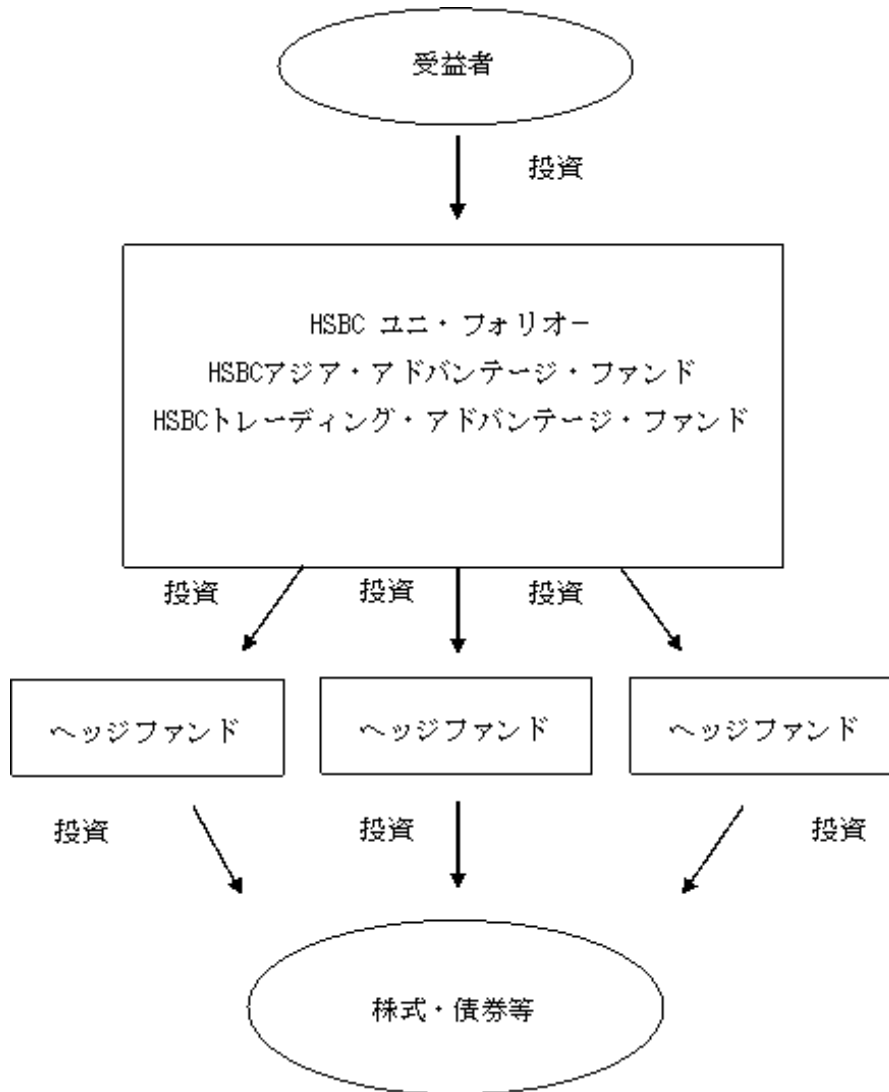 受益者
投資
HSBC ユニ・フォリオー
HSBCアジア・アドバンテージ・ファンド
HSBCトレーディング・アドバンテージ・ファンド
投資
投資
投資
ヘッジファンド
ヘッジファンド
ヘッジファンド
投資
投資
投資
株式・債券等